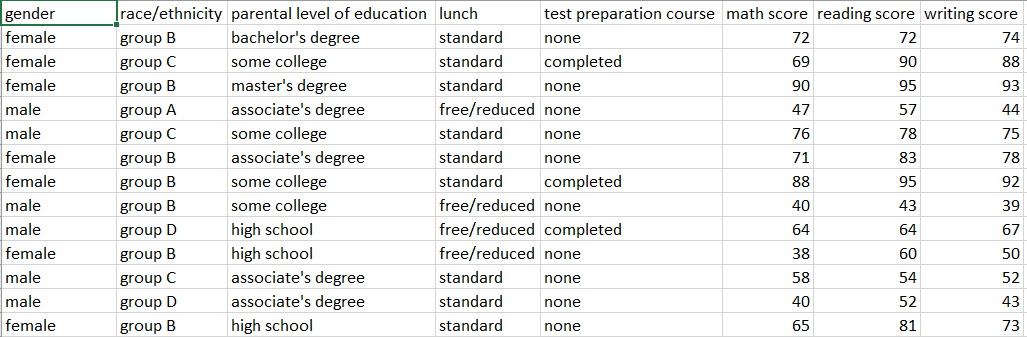 gender race/ethnicity parental level of education lunch test preparation course math score reading score writing score
female group B bachelor's degree standard none 72 72 74
female group C some college standard completed 69 90 88
female group B master's degree standard none 90 95 93
male group A associate's degree free/reduced none 47 57 44
male group C some college standard none 76 78 75
female group B associate's degree standard none 71 83 78
female group B some college standard completed 88 95 92
male group B some college free/reduced none 40 43 39
male group D high school free/reduced completed 64 64 67
female group B high school free/reduced none 38 60 50
male group C associate's degree standard none 58 54 52
male group D associate's degree standard none 40 52 43
female group B high school standard none 65 81 73